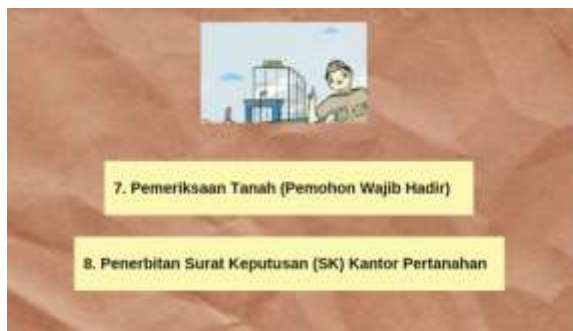 7. Pemeriksaan Tanah (Pemohon Wajib Hadir)
8. Penerbitan Surat Keputusan (SK) Kantor Pertanahan